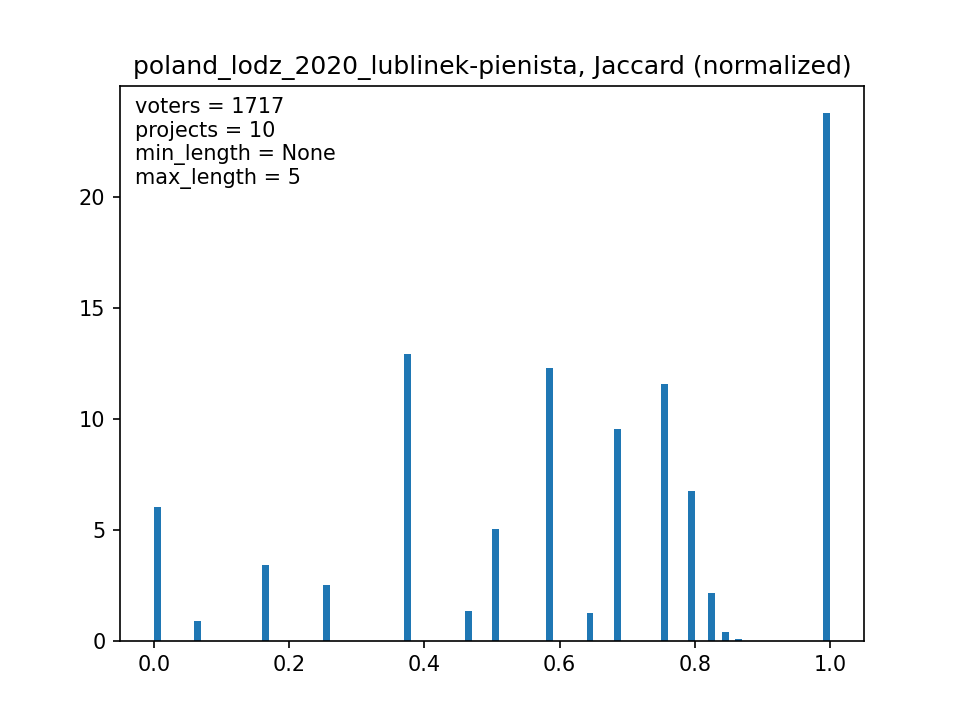 poland_lodz_2020_lublinek-pienista, Jaccard (normalized)
voters = 1717
projects = 10
min_length = None
max_length = 5
20
15
10
5
0
0.0 0.2 0.4 0.6 0.8 1.0